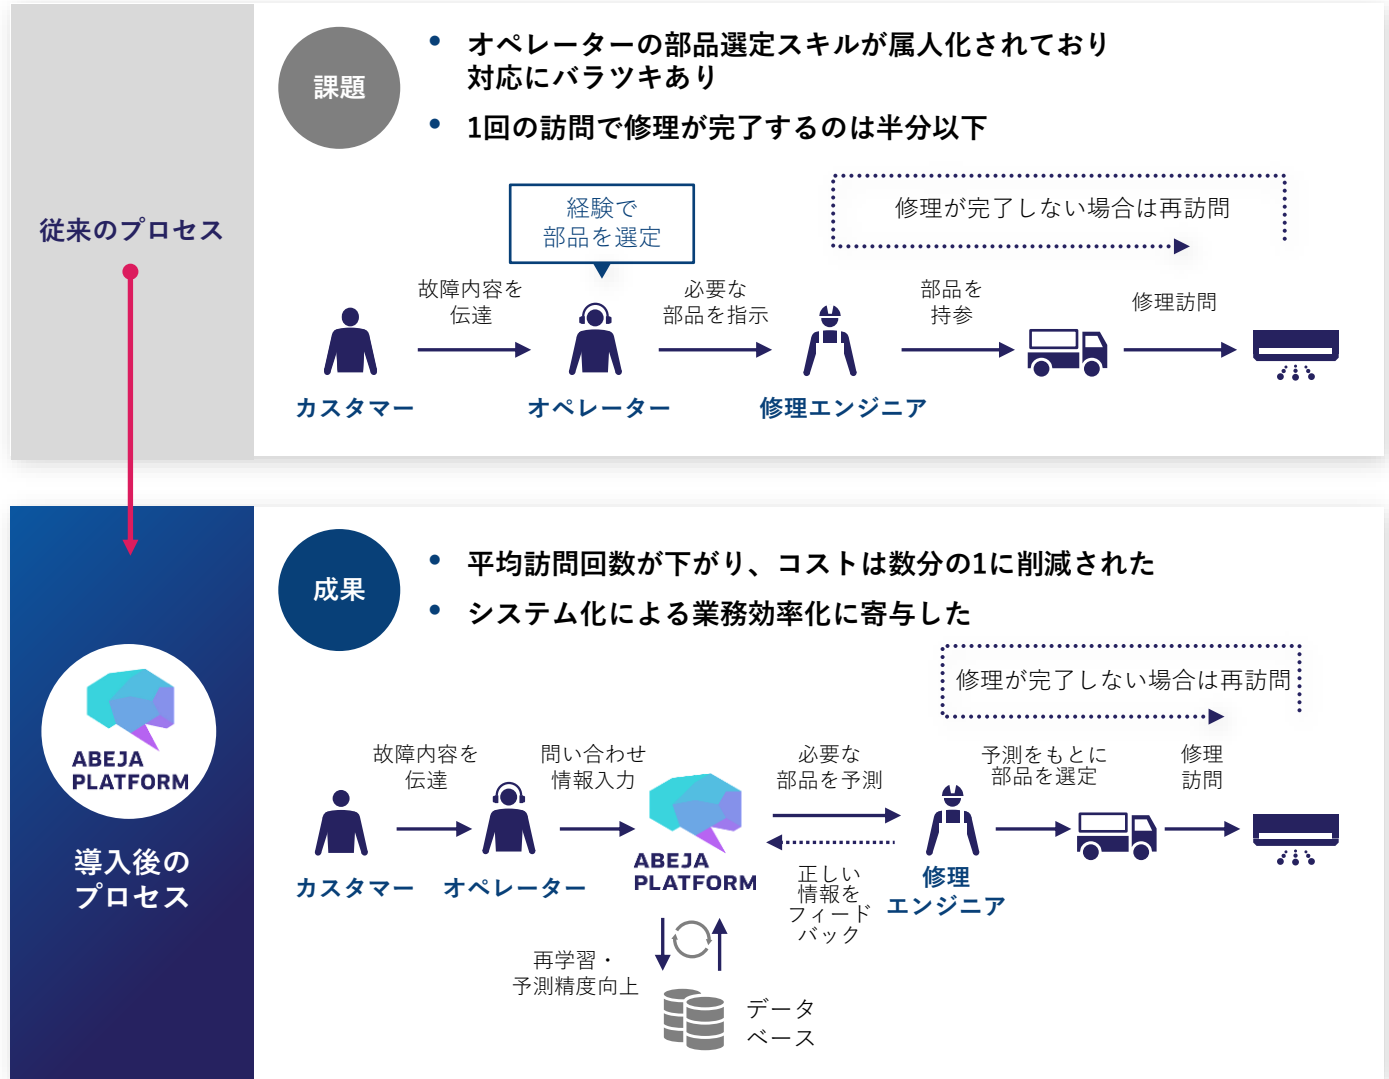 課題
オペレーターの部品選定スキルが属人化されており
対応にバラツキあり
1回の訪問で修理が完了するのは半分以下
従来のプロセス
経験で
部品を選定
修理が完了しない場合は再訪問
故障内容を
伝達
必要な
部品を指示
部品を
持参
修理訪問
カスタマー
オペレーター
修理エンジニア
成果
平均訪問回数が下がり、コストは数分の1に削減された
システム化による業務効率化に寄与した
ABEJA
PLATFORM
導入後の
プロセス
修理が完了しない場合は再訪問
故障内容を
伝達
問い合わせ
情報入力
必要な
部品を予測
予測をもとに
部品を選定
修理
訪問
カスタマー
オペレーター
ABEJA
PLATFORM
正しい
情報を
フィード
バック
修理
エンジニア
再学習・
予測精度向上
データ
ベース